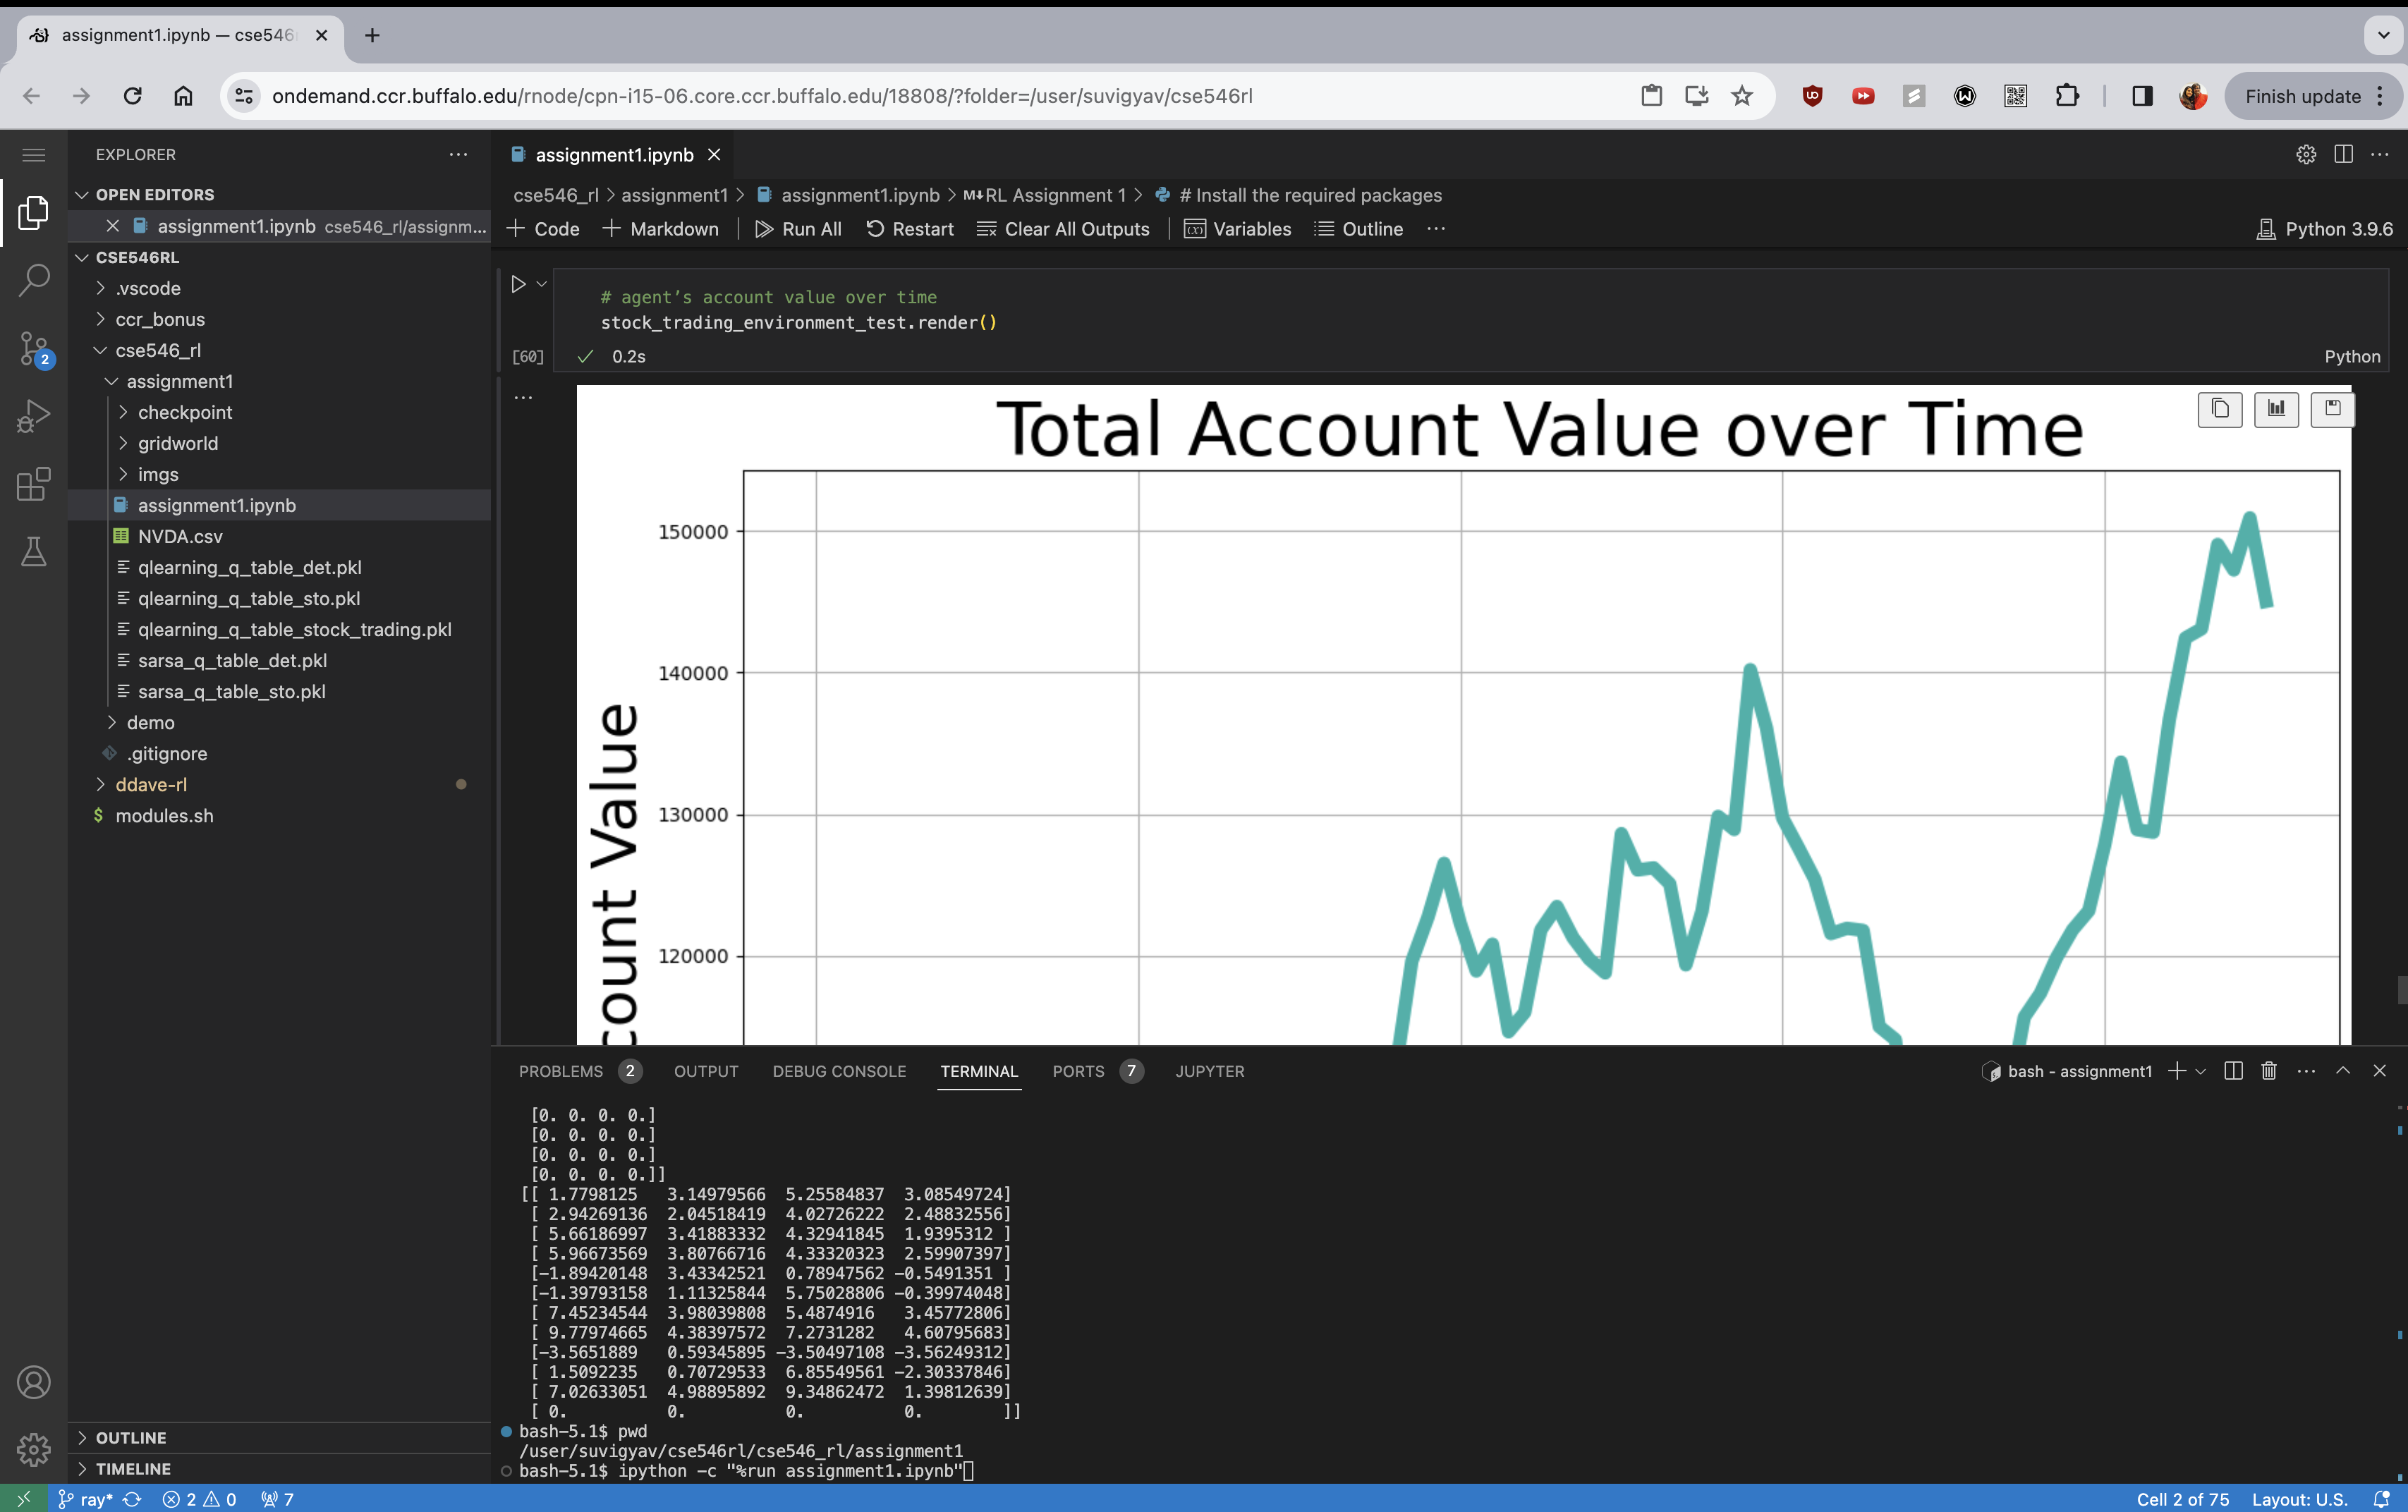 assignment1.ipynb — cse546
ondemand.ccr.buffalo.edu/rnode/cpn-i15-06.core.ccr.buffalo.edu/18808/?folder=/user/suvigyav/cse546rl
Finish update
EXPLORER
OPEN EDITORS
assignment1.ipynb cse546_rl/assignm...
CSE546RL
.vscode
ccr_bonus
cse546_rl
assignment1
checkpoint
gridworld
imgs
assignment1.ipynb
NVDA.csv
qlearning_q_table_det.pkl
qlearning_q_table_sto.pkl
qlearning_q_table_stock_trading.pkl
sarsa_q_table_det.pkl
sarsa_q_table_sto.pkl
demo
.gitignore
ddave-rl
$ modules.sh
OUTLINE
TIMELINE
2
assignment1.ipynb
cse546_rl > assignment1 > assignment1.ipynb > M↓RL Assignment 1 > # Install the required packages
+ Code + Markdown | Run All Restart Clear All Outputs | Variables Outline ...
Python 3.9.6
# agent’s account value over time
stock_trading_environment_test.render()
[60] ✓ 0.2s
Python
Total Account Value over Time
150000
140000
130000
120000
count Value
PROBLEMS 2 OUTPUT DEBUG CONSOLE TERMINAL PORTS 7 JUPYTER
bash - assignment1
[0. 0. 0. 0.]
[0. 0. 0. 0.]
[0. 0. 0. 0.]
[0. 0. 0. 0.]]
[[ 1.7798125 3.14979566 5.25584837 3.08549724]
[ 2.94269136 2.04518419 4.02726222 2.48832556]
[ 5.66186997 3.41883332 4.32941845 1.9395312 ]
[ 5.96673569 3.80766716 4.33320323 2.59907397]
[-1.89420148 3.43342521 0.78947562 -0.5491351 ]
[-1.39793158 1.11325844 5.75028806 -0.39974048]
[ 7.45234544 3.98039808 5.4874916 3.45772806]
[ 9.77974665 4.38397572 7.2731282 4.60795683]
[-3.5651889 0.59345895 -3.50497108 -3.56249312]
[ 1.5092235 0.70729533 6.85549561 -2.30337846]
[ 7.02633051 4.98895892 9.34862472 1.39812639]
[ 0. 0. 0. 0. ]]
bash-5.1$ pwd
/user/suvigyav/cse546rl/cse546_rl/assignment1
bash-5.1$ ipython -c "%run assignment1.ipynb"
ray* 2 0 7
Cell 2 of 75 Layout: U.S.